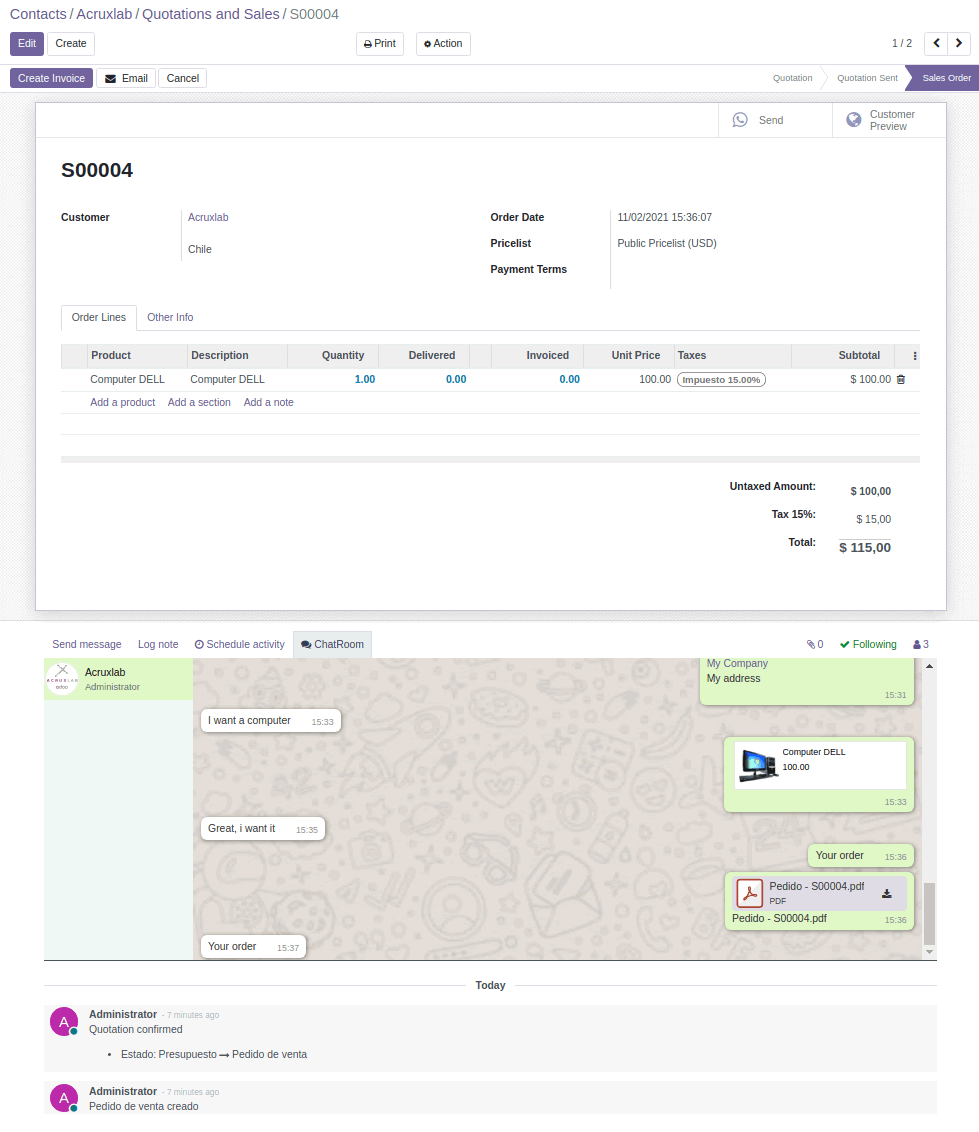 Contacts / Acruxlab / Quotations and Sales / S00004
Edit Create Print Action 1 / 2
Create Invoice Email Cancel Quotation Quotation Sent Sales Order
Send Customer Preview
S00004
Customer Acruxlab Order Date 11/02/2021 15:36:07
Chile Pricelist Public Pricelist (USD)
Payment Terms
Order Lines Other Info
Product Description Quantity Delivered Invoiced Unit Price Taxes Subtotal
Computer DELL Computer DELL 1.00 0.00 0.00 100.00 Impuesto 15.00% $ 100.00
Add a product Add a section Add a note
Untaxed Amount: $ 100,00
Tax 15%: $ 15,00
Total: $ 115,00
Send message Log note Schedule activity ChatRoom 0 Following 3
ACRUXLAB
odoo
Acruxlab
Administrator
My Company
My address
15:31
I want a computer 15:33
Computer DELL
100.00
15:33
Great, i want it 15:35
Your order 15:36
Pedido - S00004.pdf
PDF
Pedido - S00004.pdf 15:36
Your order 15:37
Today
A Administrator - 7 minutes ago
Quotation confirmed
• Estado: Presupuesto → Pedido de venta
A Administrator - 7 minutes ago
Pedido de venta creado